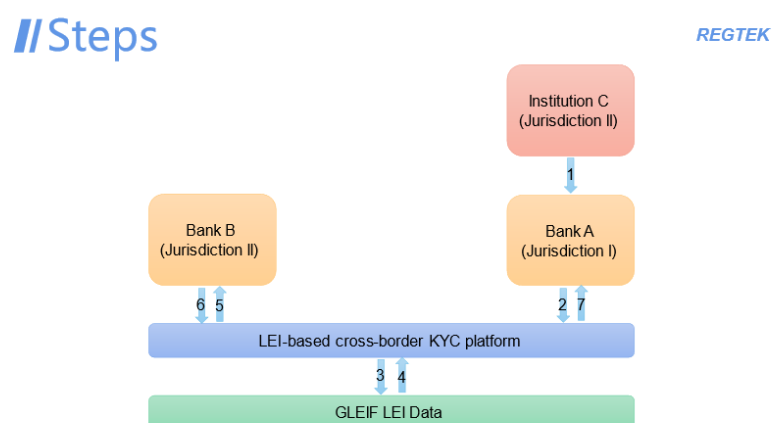 Steps
REGTEK
Institution C
(Jurisdiction II)
1
Bank B
(Jurisdiction II)
Bank A
(Jurisdiction I)
6 5
2 7
LEI-based cross-border KYC platform
3 4
GLEIF LEI Data